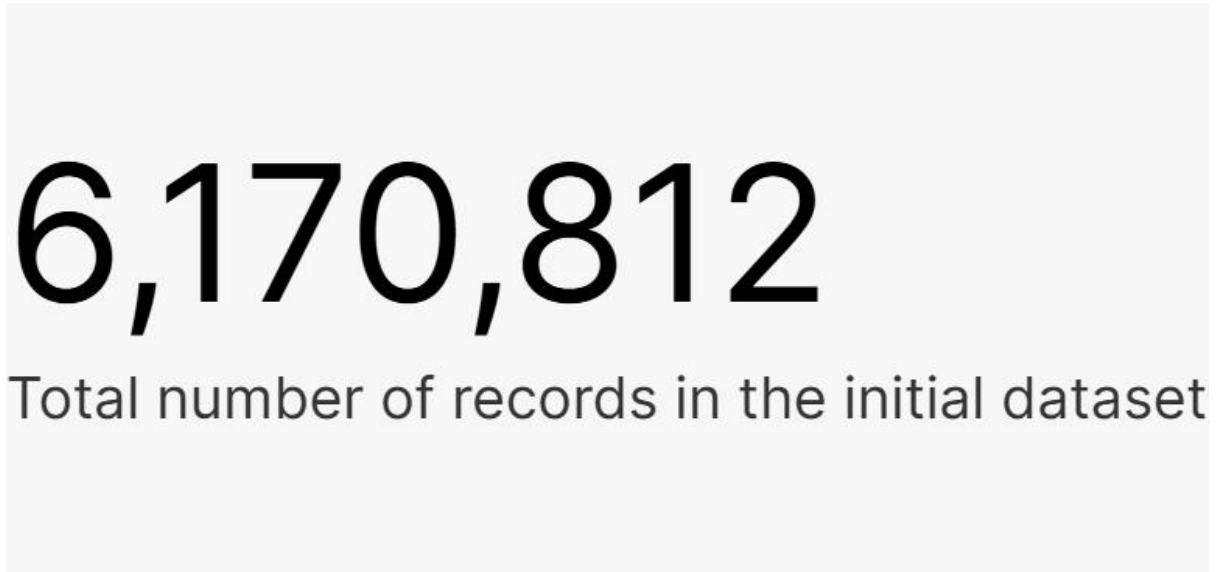 6,170,812
Total number of records in the initial dataset